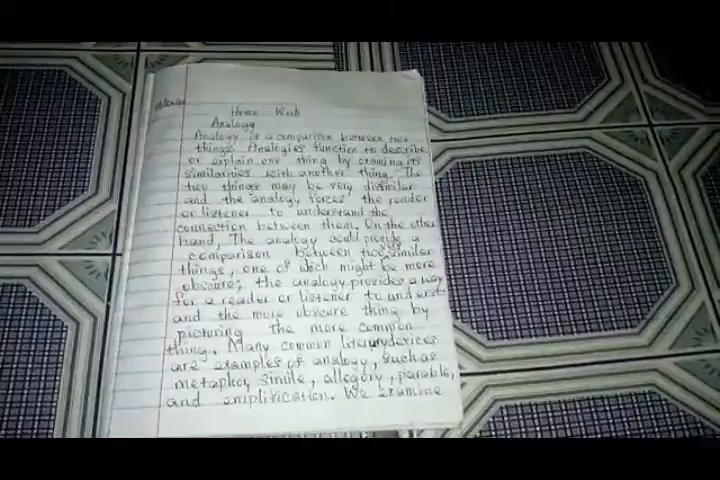 Home Work
Analogy
Analogy is a comparison between two
things. Analogies function to describe
or explain one thing by examining its
similarities with another thing. The
two things may be very dissimilar
and the analogy forces the reader
or listener to understand the
connection between them. On the other
hand, The analogy could provide a
comparison between two very similar
things, one of which might be more
obscure; the analogy provides a way
for a reader or listener to underst-
and the more obscure thing by
picturing the more common
thing. Many common literary devices
are examples of analogy, such as
metaphor, simile, allegory, parable,
and emplification. We examine